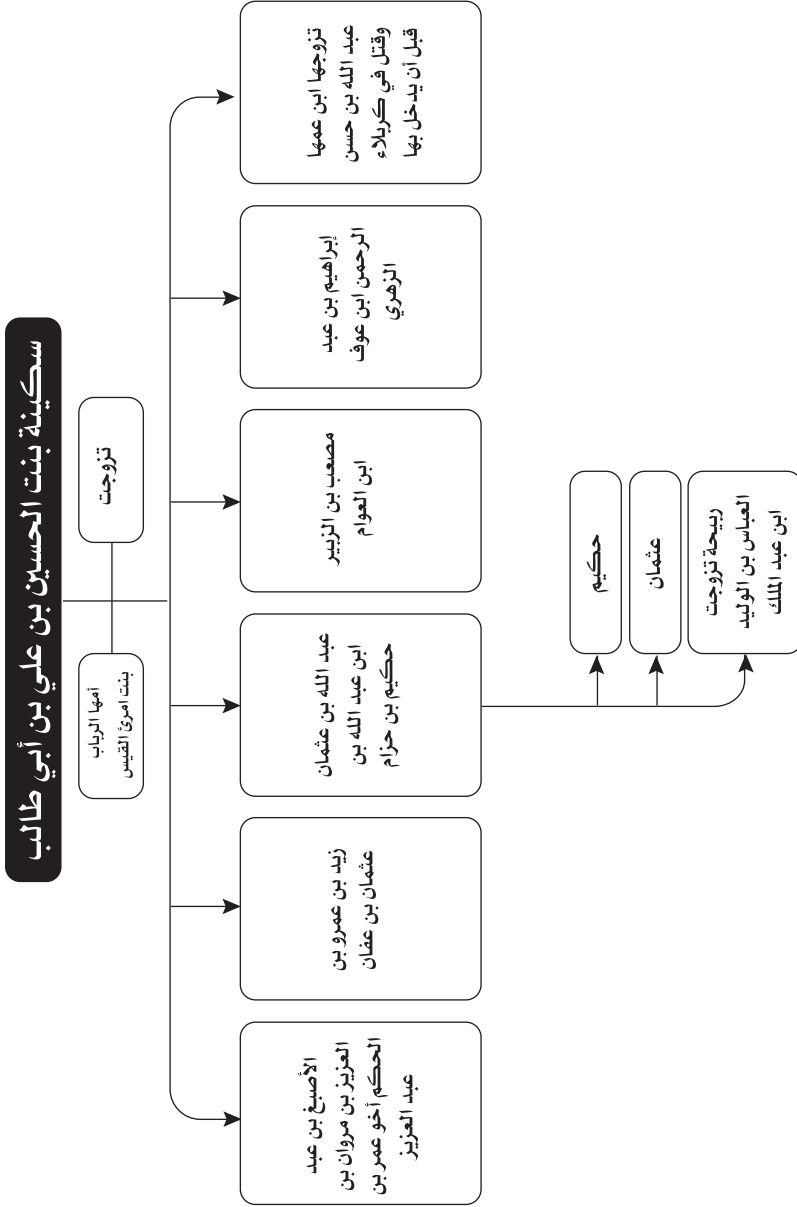 سكينة بنت الحسين بن علي بن أبي طالب
تزوجت
أمها الرباب
بنت امرئ القيس
تزوجها ابن عمها
عبد الله بن حسن
وقتل في كربلاء
قبل أن يدخل بها
إبراهيم بن عبد
الرحمن ابن عوف
الزهري
مصعب بن الزبير
ابن العوام
عبد الله بن عثمان
ابن عبد الله بن
حكيم بن حزام
زيد بن عمرو بن
عثمان بن عفان
الأصبغ بن عبد
العزيز بن مروان بن
الحكم أخو عمر بن
عبد العزيز
حكيم
عثمان
ربيحة تزوجت
العباس بن الوليد
ابن عبد الملك